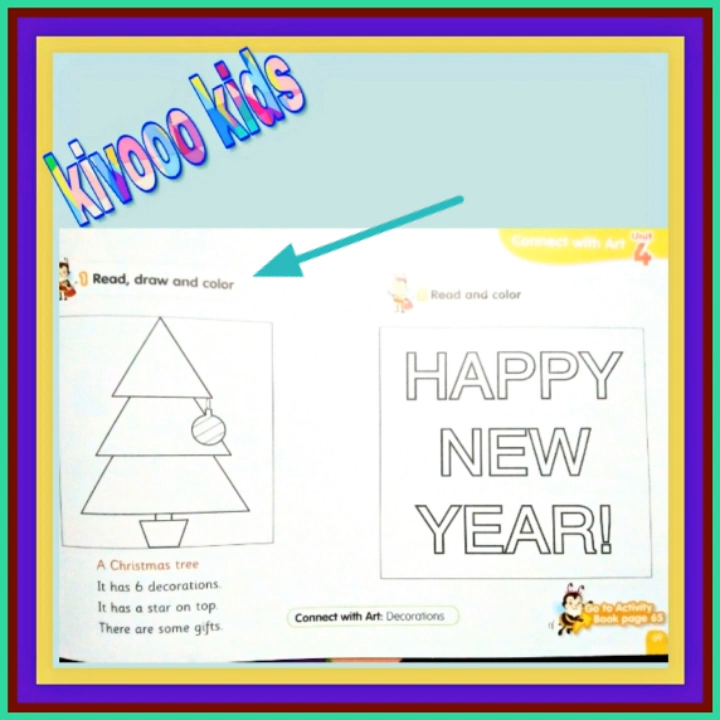 kivooo kids
Connect with Art
Unit
4
1 Read, draw and color
Read and color
HAPPY
NEW
YEAR!
A Christmas tree
It has 6 decorations.
It has a star on top.
There are some gifts.
Connect with Art: Decorations
Go to Activity
Book page 65